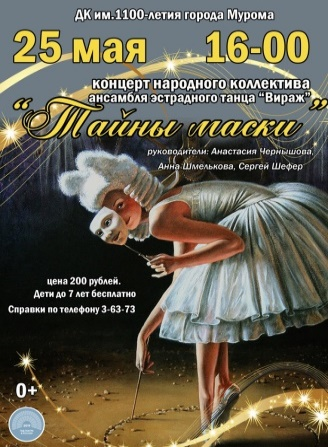 ДК им.1100-летия города Мурома
25 мая 16-00
концерт народного коллектива
ансамбля эстрадного танца "Вираж"
"Тайны маски"
руководители: Анастасия Чернышова,
Анна Шмелькова, Сергей Шефер
цена 200 рублей.
Дети до 7 лет бесплатно
Справки по телефону 3-63-73
0+